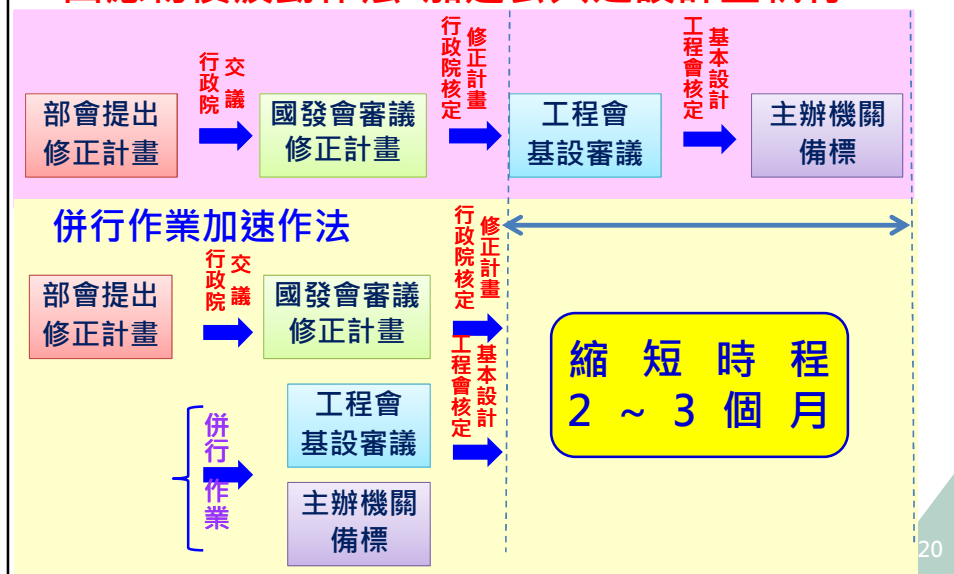 行政院
交議
行政院核定
修正計畫
工程會核定
基本設計
部會提出
修正計畫
國發會審議
修正計畫
工程會
基設審議
主辦機關
備標
併行作業加速作法
行政院
交議
行政院核定
修正計畫
部會提出
修正計畫
國發會審議
修正計畫
工程會核定
基本設計
縮短時程
2~3個月
併行作業
工程會
基設審議
主辦機關
備標
20